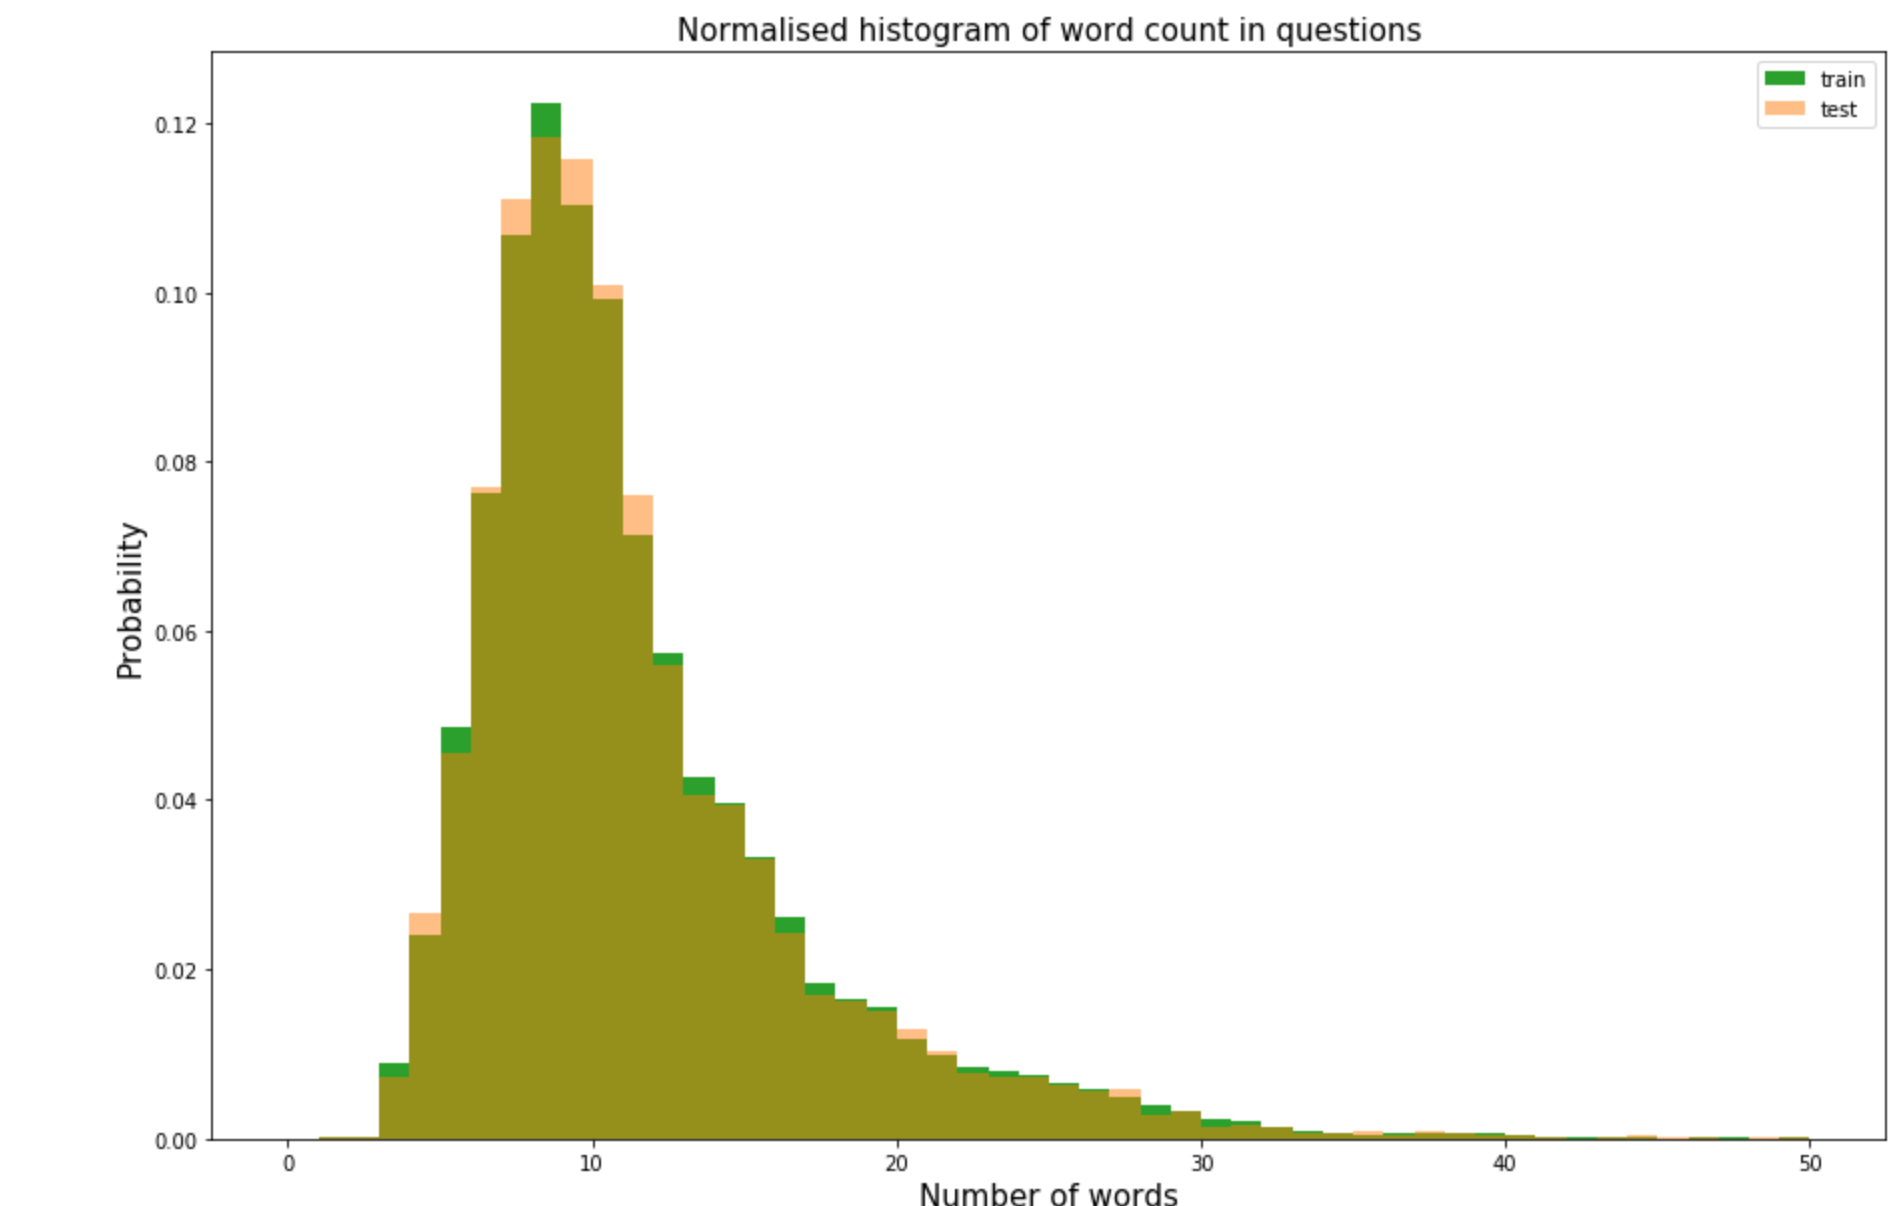 Normalised histogram of word count in questions
train
test
0.12
0.10
0.08
0.06
0.04
0.02
0.00
Probability
0 10 20 30 40 50
Number of words